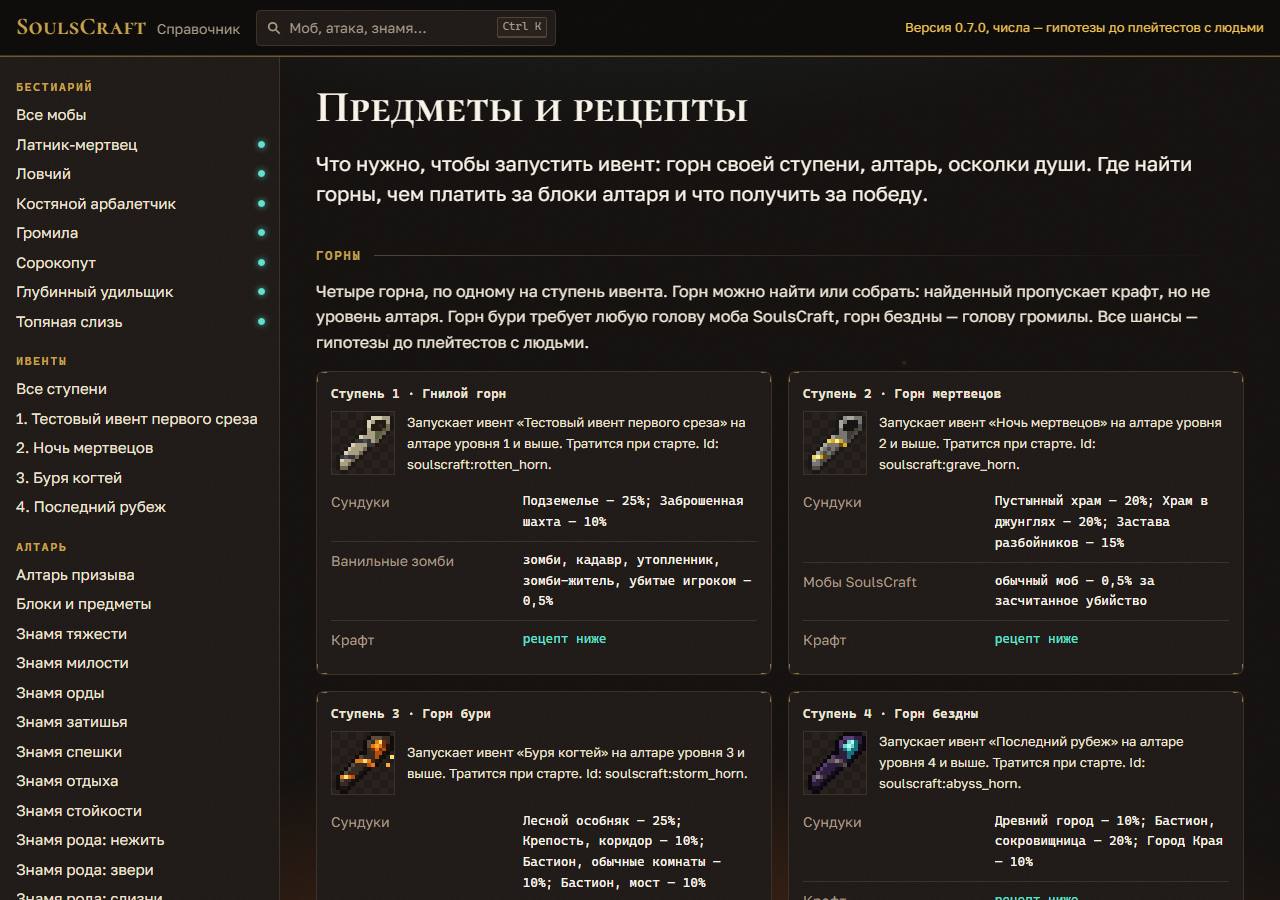 SoulsCraft Справочник
Моб, атака, знамя…
Ctrl K
Версия 0.7.0, числа — гипотезы до плейтестов с людьми
БЕСТИАРИЙ
Все мобы
Латник-мертвец
Ловчий
Костяной арбалетчик
Громила
Сорокопут
Глубинный удильщик
Топяная слизь
ИВЕНТЫ
Все ступени
1. Тестовый ивент первого среза
2. Ночь мертвецов
3. Буря когтей
4. Последний рубеж
АЛТАРЬ
Алтарь призыва
Блоки и предметы
Знамя тяжести
Знамя милости
Знамя орды
Знамя затишья
Знамя спешки
Знамя отдыха
Знамя стойкости
Знамя рода: нежить
Знамя рода: звери
Знамя рода: слизни
Предметы и рецепты
Что нужно, чтобы запустить ивент: горн своей ступени, алтарь, осколки души. Где найти
горны, чем платить за блоки алтаря и что получить за победу.
ГОРНЫ
Четыре горна, по одному на ступень ивента. Горн можно найти или собрать: найденный пропускает крафт, но не
уровень алтаря. Горн бури требует любую голову моба SoulsCraft, горн бездны — голову громилы. Все шансы —
гипотезы до плейтестов с людьми.
Ступень 1 · Гнилой горн
Запускает ивент «Тестовый ивент первого среза» на
алтаре уровня 1 и выше. Тратится при старте. Id:
soulscraft:rotten_horn.
Сундуки
Подземелье — 25%; Заброшенная
шахта — 10%
Ванильные зомби
зомби, кадавр, утопленник,
зомби-житель, убитые игроком —
0,5%
Крафт
рецепт ниже
Ступень 2 · Горн мертвецов
Запускает ивент «Ночь мертвецов» на алтаре уровня
2 и выше. Тратится при старте. Id:
soulscraft:grave_horn.
Сундуки
Пустынный храм — 20%; Храм в
джунглях — 20%; Застава
разбойников — 15%
Мобы SoulsCraft
обычный моб — 0,5% за
засчитанное убийство
Крафт
рецепт ниже
Ступень 3 · Горн бури
Запускает ивент «Буря когтей» на алтаре уровня 3 и
выше. Тратится при старте. Id: soulscraft:storm_horn.
Сундуки
Лесной особняк — 25%;
Крепость, коридор — 10%;
Бастион, обычные комнаты —
10%; Бастион, мост — 10%
Ступень 4 · Горн бездны
Запускает ивент «Последний рубеж» на алтаре
уровня 4 и выше. Тратится при старте. Id:
soulscraft:abyss_horn.
Сундуки
Древний город — 10%; Бастион,
сокровищница — 20%; Город Края
— 10%
Крафт
рецепт ниже